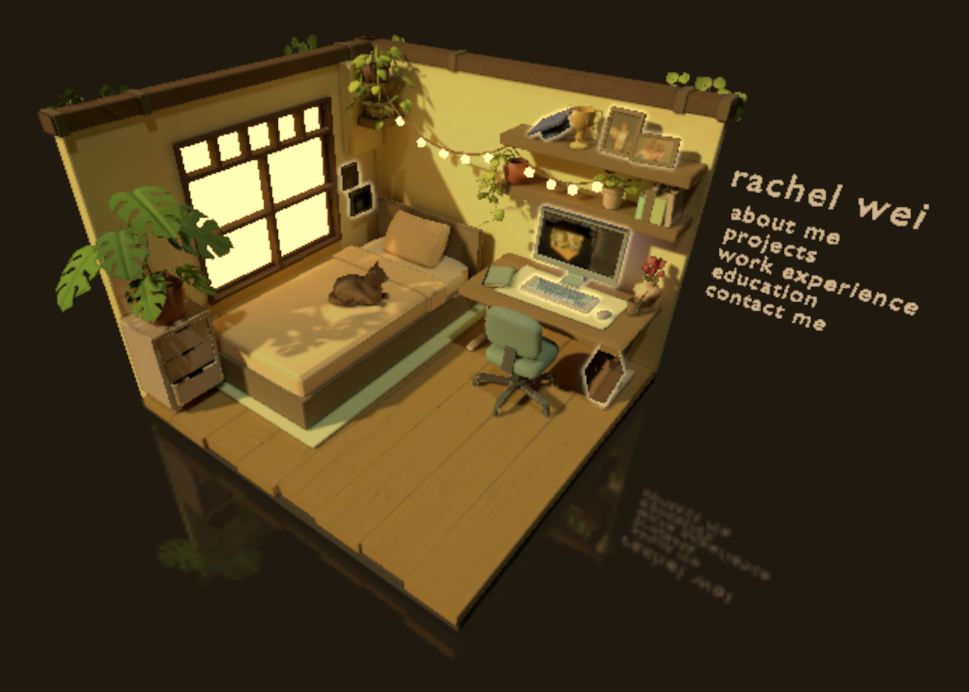 rachel wei
about me
projects
work experience
education
contact me